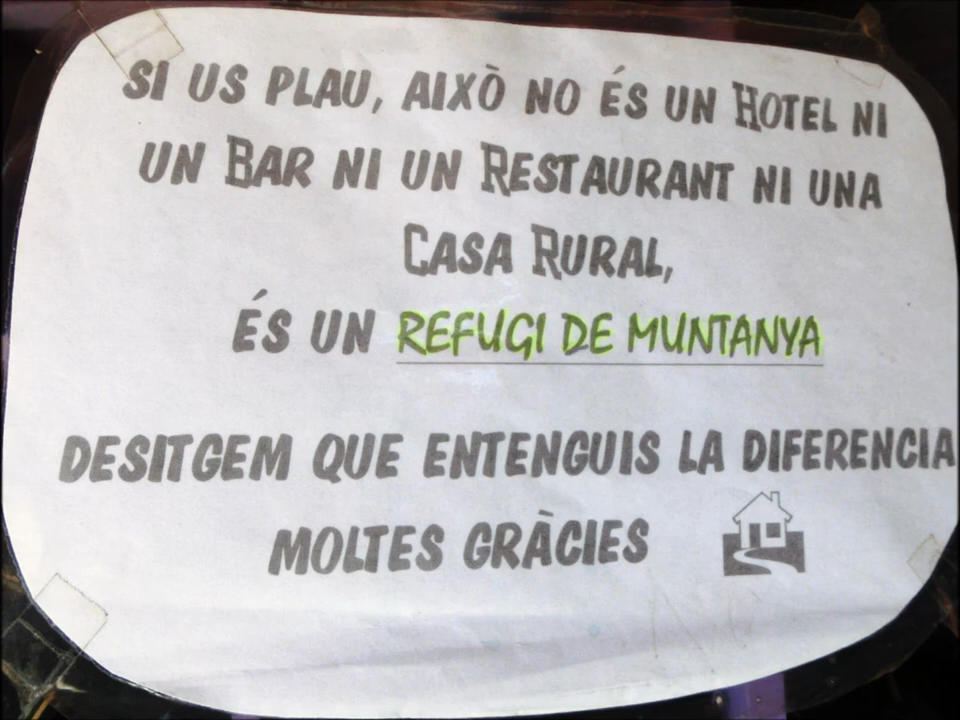 SI US PLAU, AIXÒ NO ÉS UN HOTEL NI
UN BAR NI UN RESTAURANT NI UNA
CASA RURAL,
ÉS UN REFUGI DE MUNTANYA
DESITGEM QUE ENTENGUIS LA DIFERENCIA
MOLTES GRÀCIES